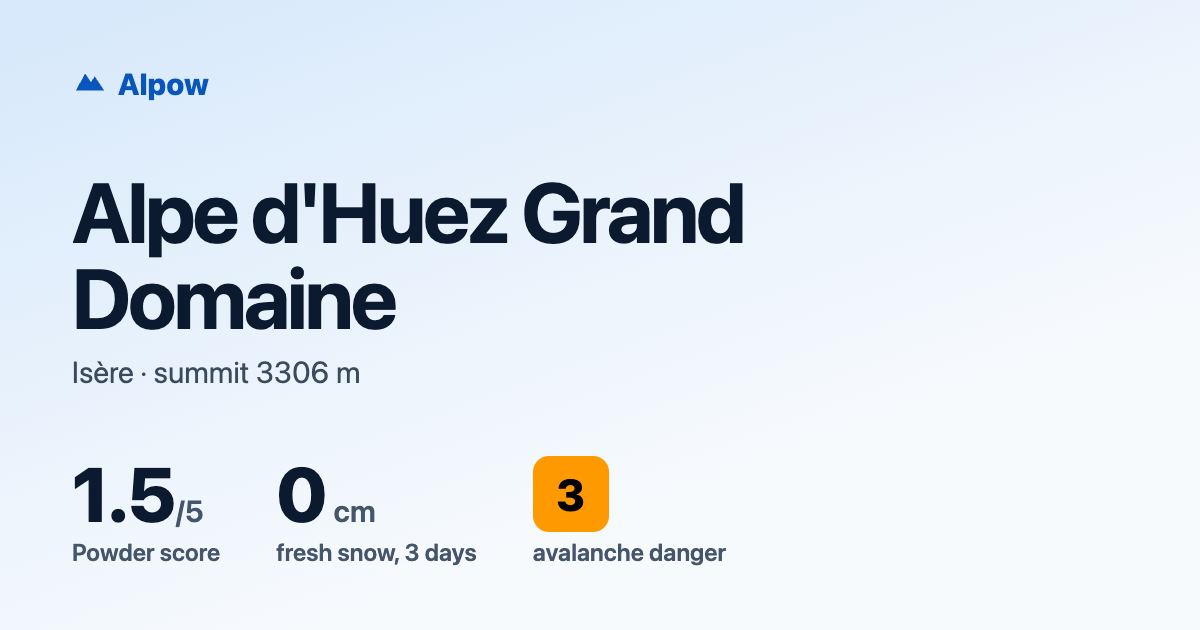 Alpow
Alpe d'Huez Grand
Domaine
Isère · summit 3306 m
1.5/5
Powder score
0 cm
fresh snow, 3 days
3
avalanche danger